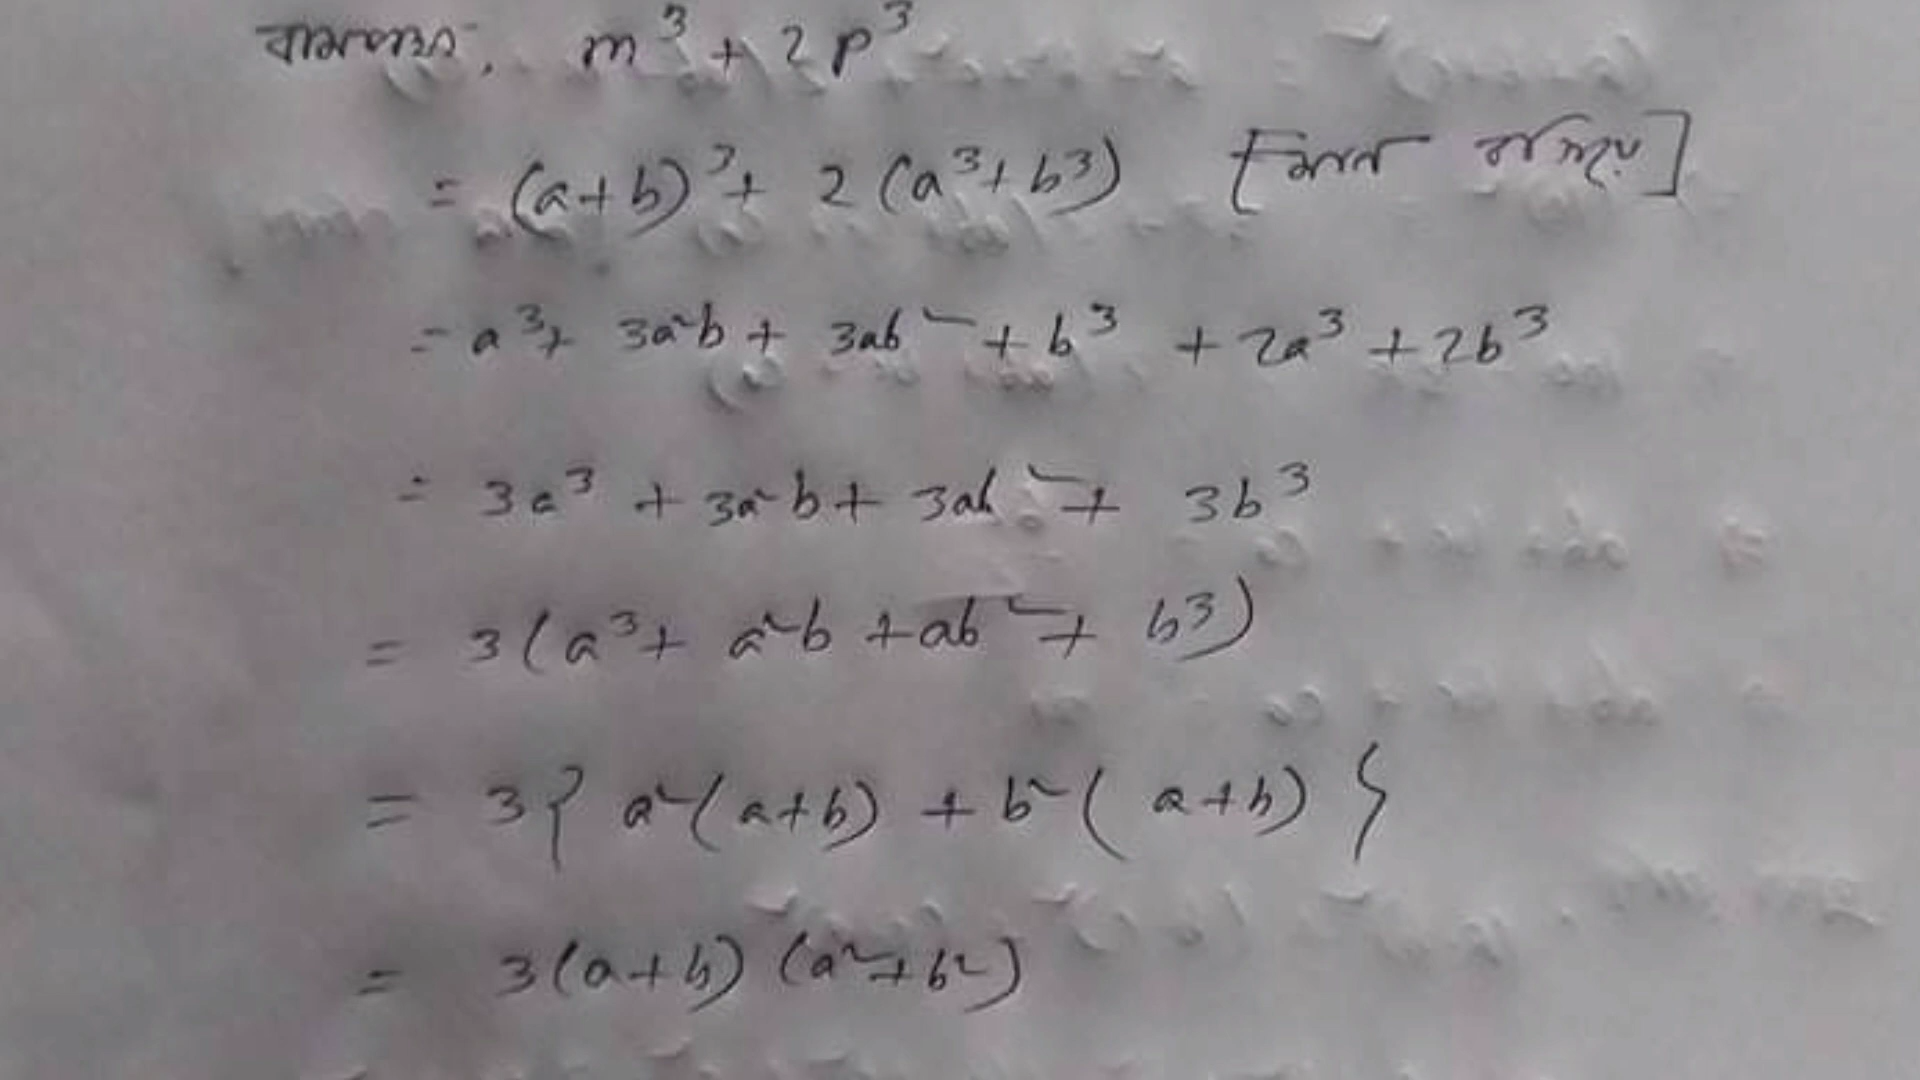 বামপক্ষ, m³ + 2p³
= (a+b)³ + 2(a³+b³) [মান বসিয়ে]
= a³ + 3a²b + 3ab² + b³ + 2a³ + 2b³
= 3a³ + 3a²b + 3ab² + 3b³
= 3(a³ + a²b + ab² + b³)
= 3{a²(a+b) + b²(a+b)}
= 3(a+b)(a²+b²)